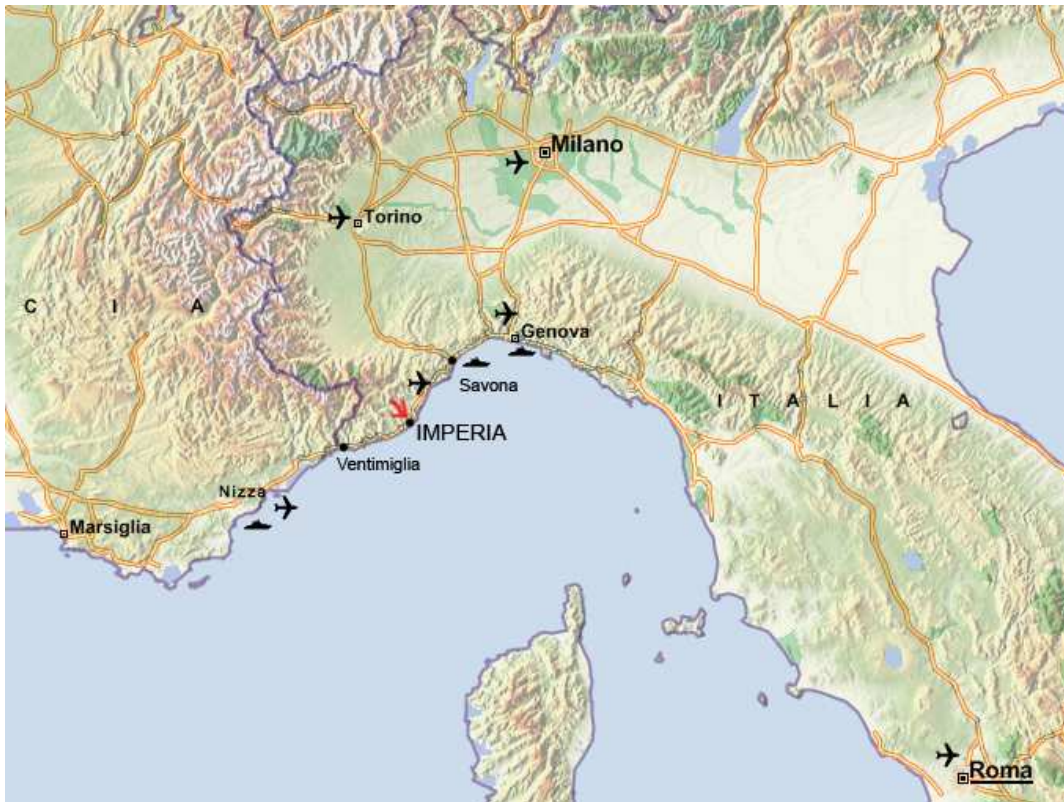 Milano
Torino
C I A
Genova
Savona
I T A L I A
IMPERIA
Ventimiglia
Nizza
Marsiglia
Roma